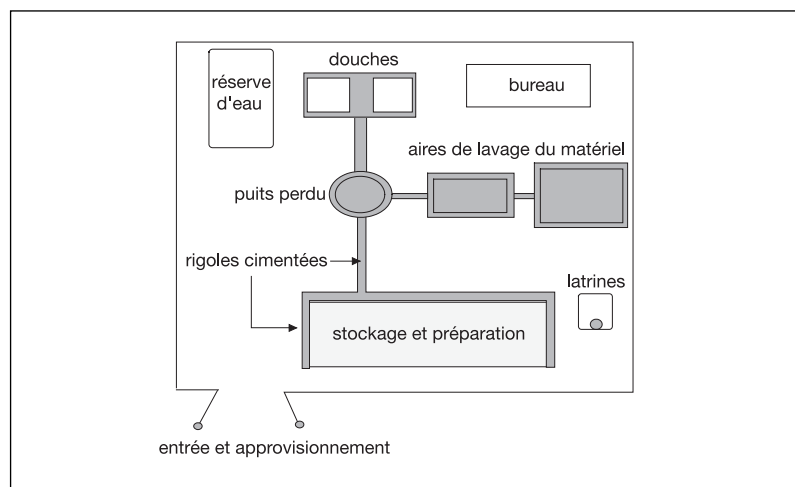 douches
réserve
d'eau
bureau
aires de lavage du matériel
puits perdu
rigoles cimentées
latrines
stockage et préparation
entrée et approvisionnement